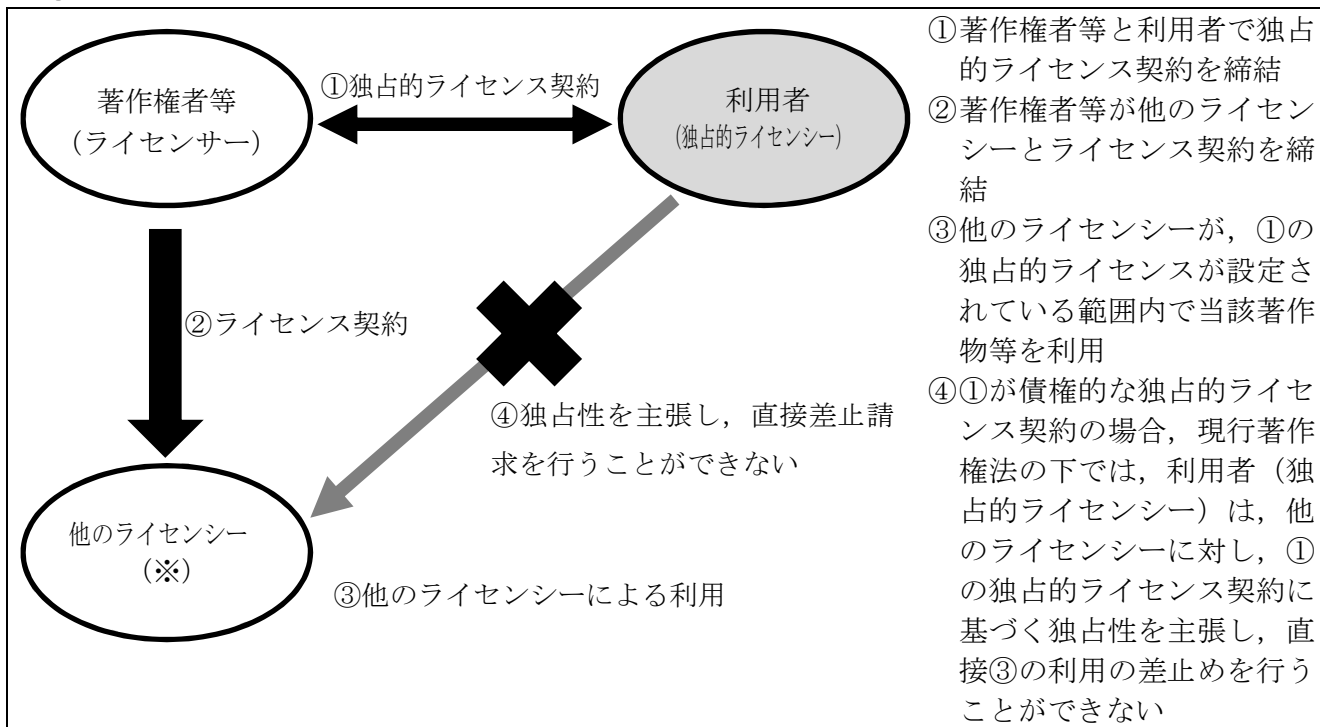 著作権者等
(ライセンサー)
①独占的ライセンス契約
利用者
(独占的ライセンシー)
②ライセンス契約
④独占性を主張し，直接差止請
求を行うことができない
他のライセンシー
(※)
③他のライセンシーによる利用
①著作権者等と利用者で独占
的ライセンス契約を締結
②著作権者等が他のライセン
シーとライセンス契約を締
結
③他のライセンシーが，①の
独占的ライセンスが設定さ
れている範囲内で当該著作
物等を利用
④①が債権的な独占的ライセ
ンス契約の場合，現行著作
権法の下では，利用者（独
占的ライセンシー）は，他
のライセンシーに対し，①
の独占的ライセンス契約に
基づく独占性を主張し，直
接③の利用の差止めを行う
ことができない